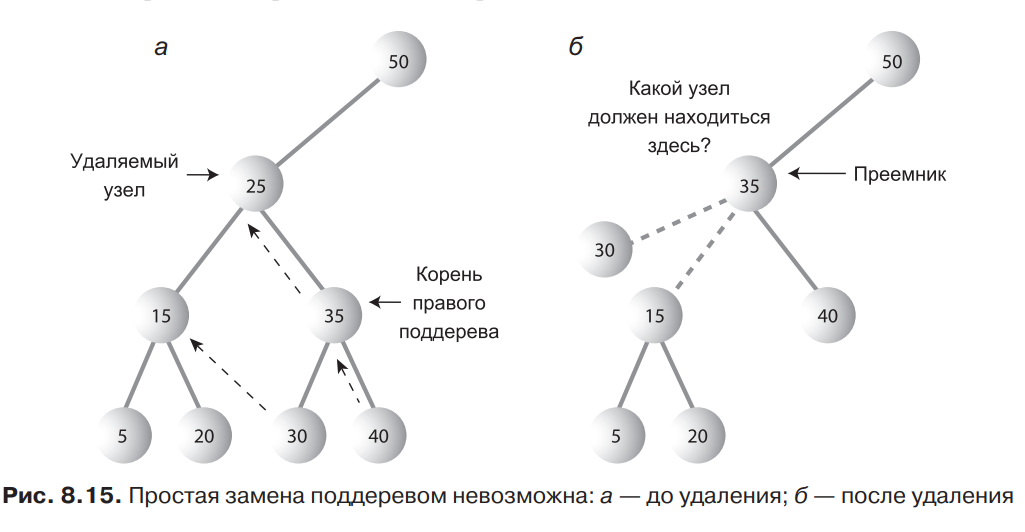 а
50
Удаляемый
узел
25
Корень
правого
поддерева
15
35
5
20
30
40
б
50
Какой узел
должен находиться
здесь?
Преемник
35
30
15
40
5
20
Рис. 8.15. Простая замена поддеревом невозможна: а — до удаления; б — после удаления